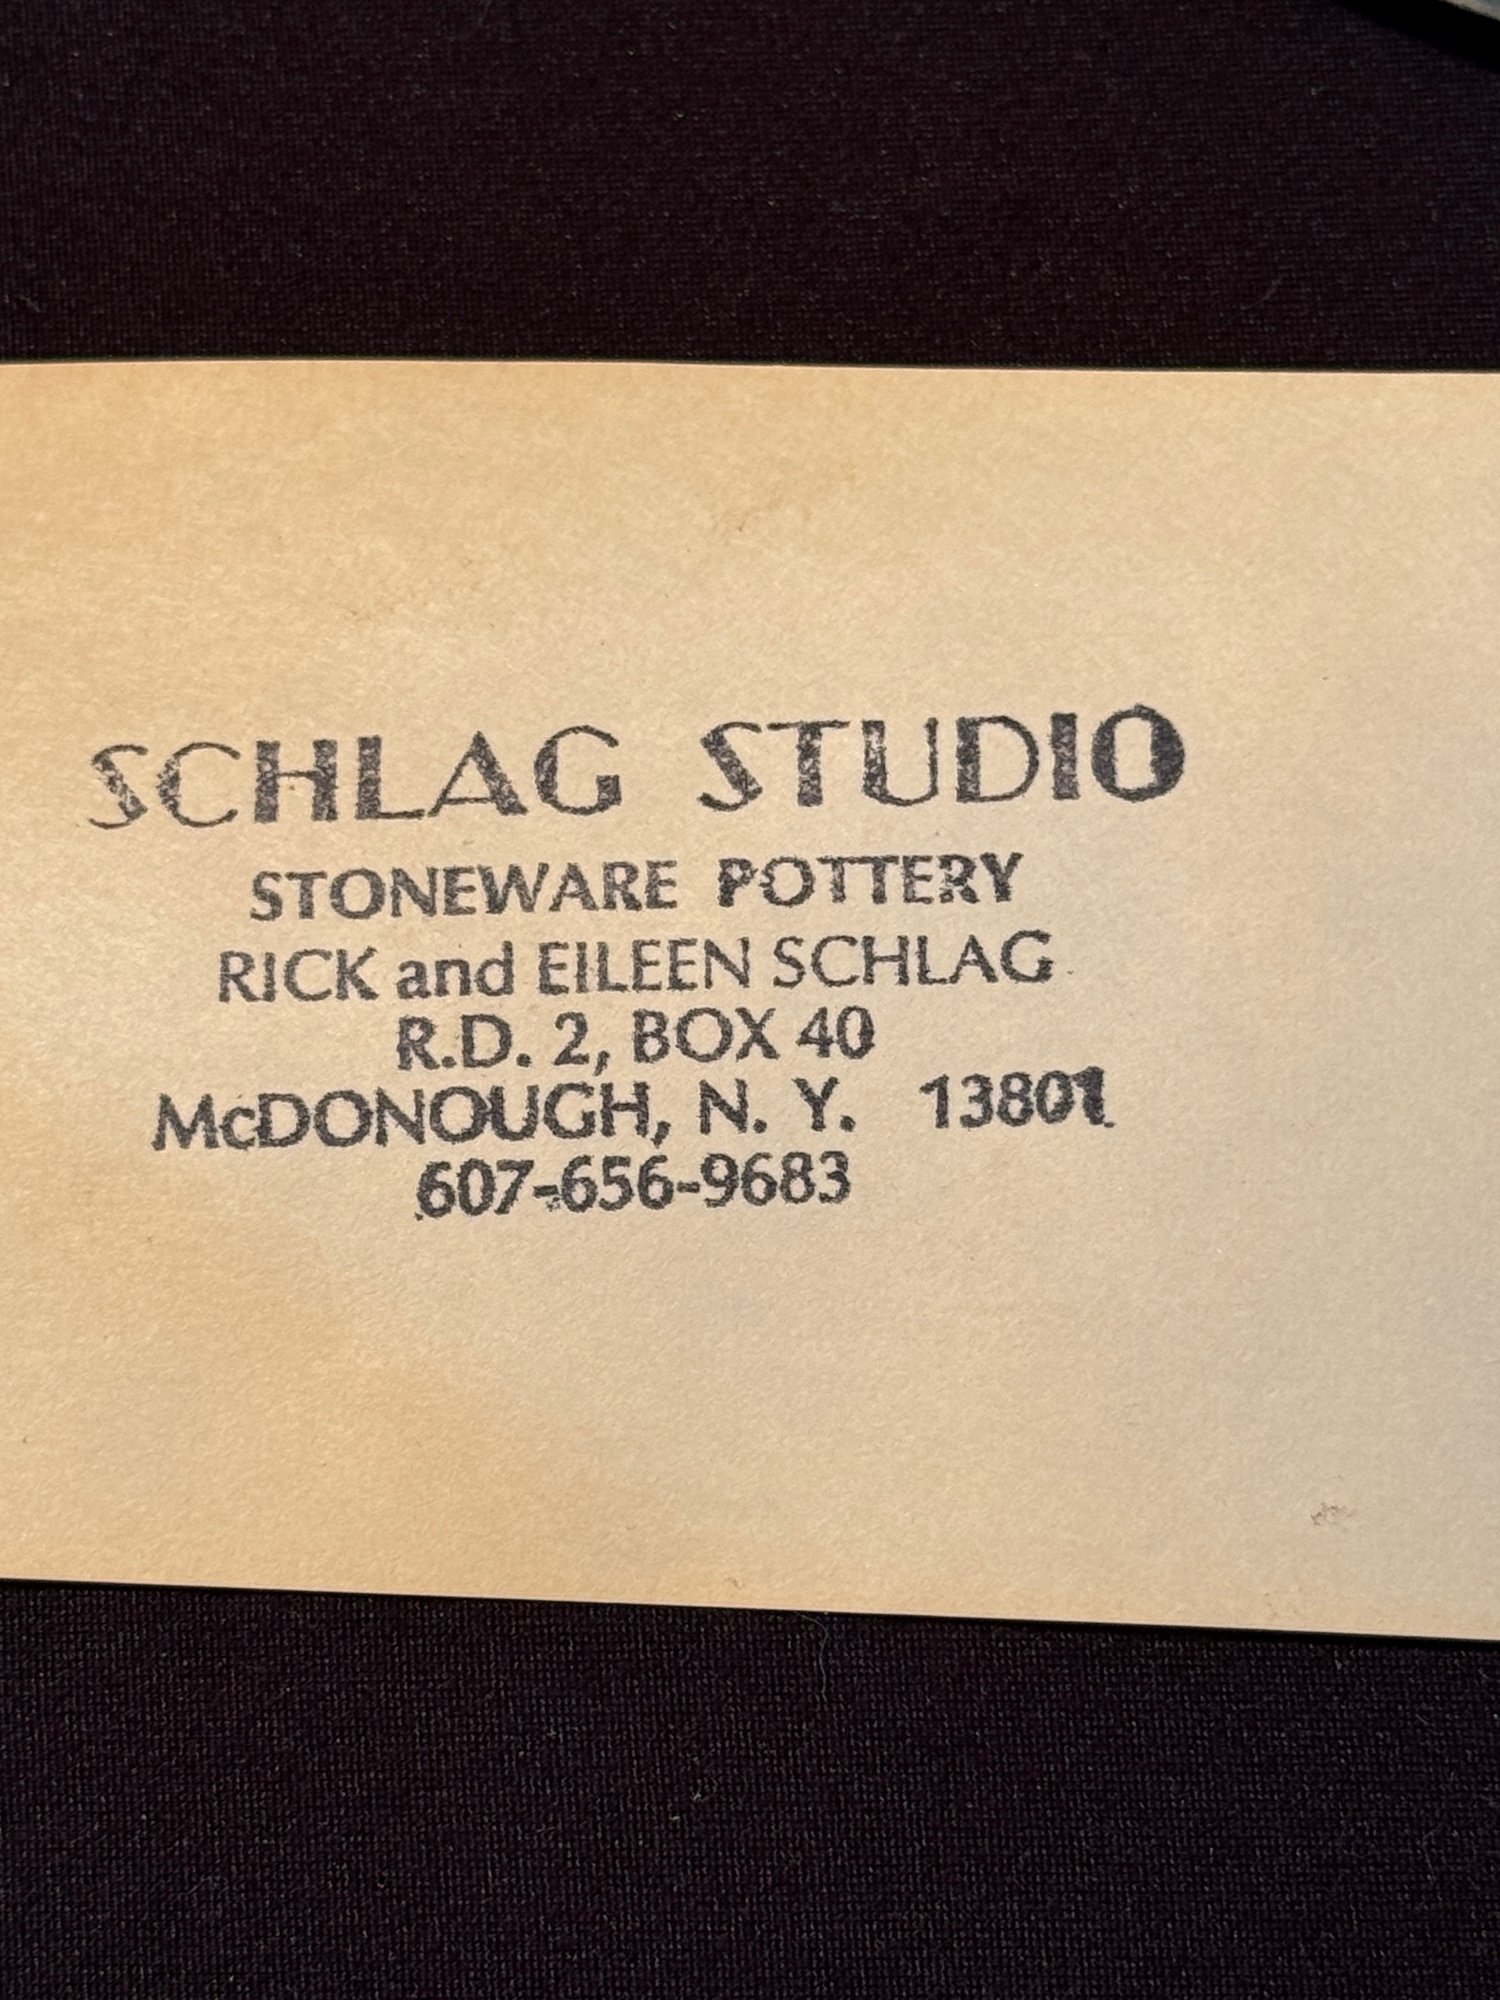 SCHLAG STUDIO
STONEWARE POTTERY
RICK and EILEEN SCHLAG
R.D. 2, BOX 40
McDONOUGH, N. Y. 13801
607-656-9683